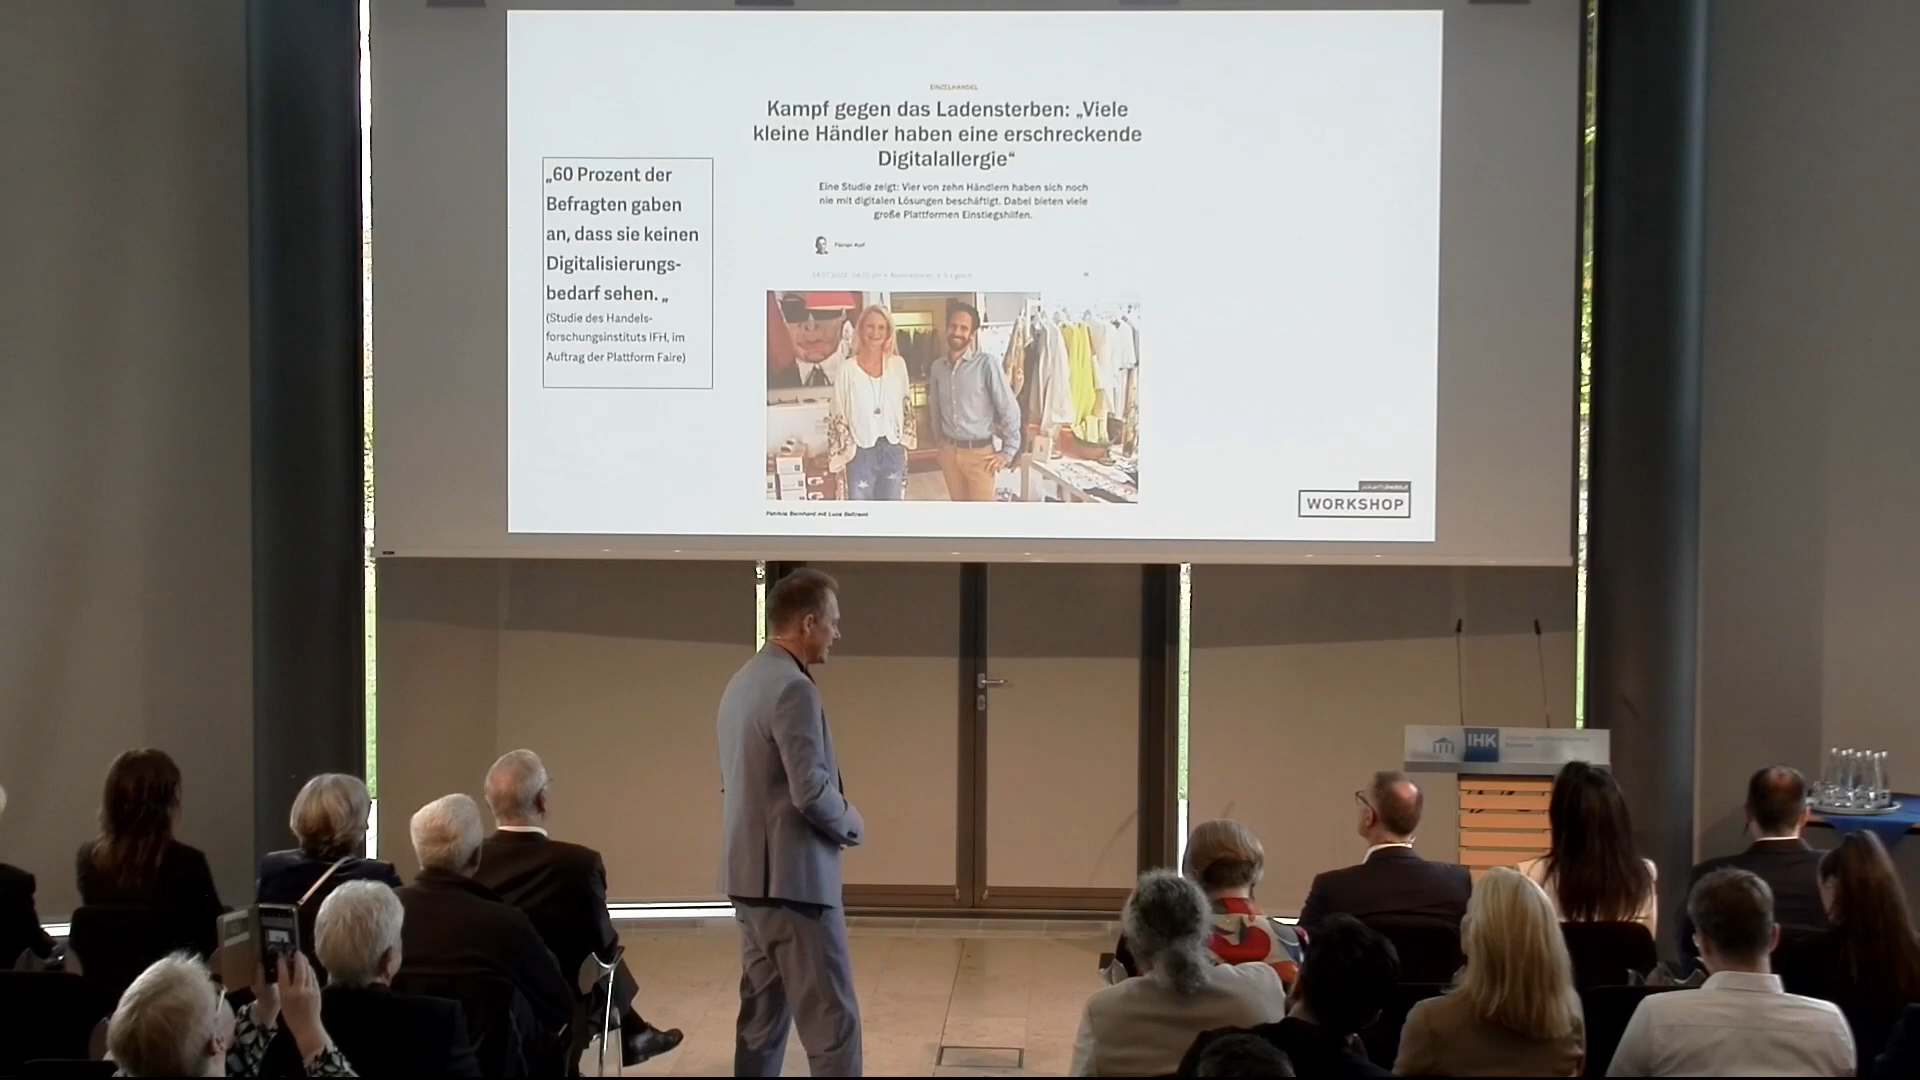 EINZELHANDEL
Kampf gegen das Ladensterben: „Viele
kleine Händler haben eine erschreckende
Digitalallergie“
Eine Studie zeigt: Vier von zehn Händlern haben sich noch
nie mit digitalen Lösungen beschäftigt. Dabei bieten viele
große Plattformen Einstiegshilfen.
„60 Prozent der
Befragten gaben
an, dass sie keinen
Digitalisierungs-
bedarf sehen. „
(Studie des Handels-
forschungsinstituts IFH, im
Auftrag der Plattform Faire)
WORKSHOP
IHK